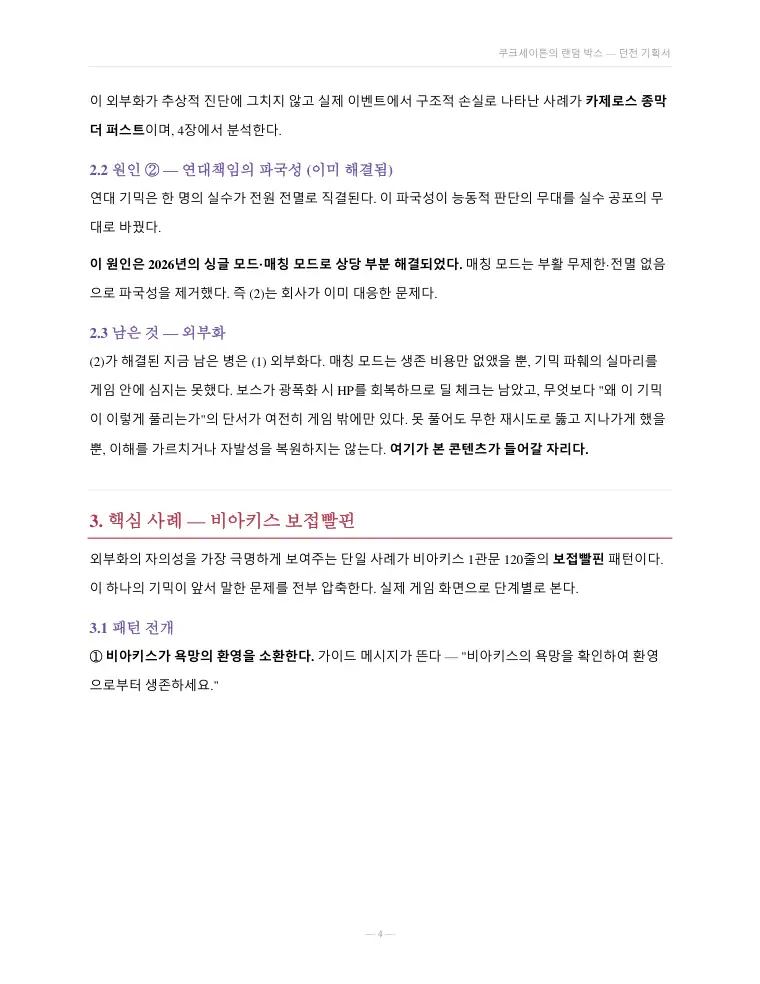 쿠크세이튼의 랜덤 박스 — 던전 기획서
이 외부화가 추상적 진단에 그치지 않고 실제 이벤트에서 구조적 손실로 나타난 사례가 카제로스 종막
더 퍼스트이며, 4장에서 분석한다.
2.2 원인 ② — 연대책임의 파국성 (이미 해결됨)
연대 기믹은 한 명의 실수가 전원 전멸로 직결된다. 이 파국성이 능동적 판단의 무대를 실수 공포의 무
대로 바꿨다.
이 원인은 2026년의 싱글 모드·매칭 모드로 상당 부분 해결되었다. 매칭 모드는 부활 무제한·전멸 없음
으로 파국성을 제거했다. 즉 (2)는 회사가 이미 대응한 문제다.
2.3 남은 것 — 외부화
(2)가 해결된 지금 남은 병은 (1) 외부화다. 매칭 모드는 생존 비용만 없앴을 뿐, 기믹 파훼의 실마리를
게임 안에 심지는 못했다. 보스가 광폭화 시 HP를 회복하므로 딜 체크는 남았고, 무엇보다 "왜 이 기믹
이 이렇게 풀리는가"의 단서가 여전히 게임 밖에만 있다. 못 풀어도 무한 재시도로 뚫고 지나가게 했을
뿐, 이해를 가르치거나 자발성을 복원하지는 않는다. 여기가 본 콘텐츠가 들어갈 자리다.
3. 핵심 사례 — 비아키스 보접빨핀
외부화의 자의성을 가장 극명하게 보여주는 단일 사례가 비아키스 1관문 120줄의 보접빨핀 패턴이다.
이 하나의 기믹이 앞서 말한 문제를 전부 압축한다. 실제 게임 화면으로 단계별로 본다.
3.1 패턴 전개
① 비아키스가 욕망의 환영을 소환한다. 가이드 메시지가 뜬다 — "비아키스의 욕망을 확인하여 환영
으로부터 생존하세요."
— 4 —